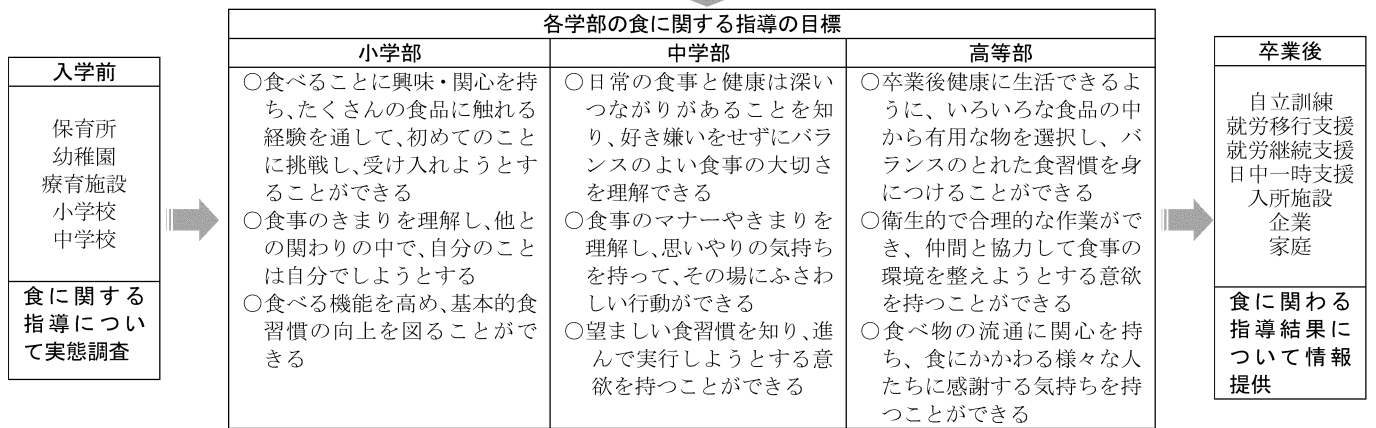 入学前
保育所
幼稚園
療育施設
小学校
中学校
食に関する
指導につい
て実態調査
各学部の食に関する指導の目標
小学部
○食べることに興味・関心を持
ち、たくさんの食品に触れる
経験を通して、初めてのこと
に挑戦し、受け入れようとす
ることができる
○食事のきまりを理解し、他と
の関わりの中で、自分のこと
は自分でしようとする
○食べる機能を高め、基本的食
習慣の向上を図ることがで
きる
中学部
○日常の食事と健康は深い
つながりがあることを知
り、好き嫌いをせずにバラ
ンスのよい食事の大切さ
を理解できる
○食事のマナーやきまりを
理解し、思いやりの気持ち
を持って、その場にふさわ
しい行動ができる
○望ましい食習慣を知り、進
んで実行しようとする意
欲を持つことができる
高等部
○卒業後健康に生活できるよ
うに、いろいろな食品の中
から有用な物を選択し、バ
ランスのとれた食習慣を身
につけることができる
○衛生的で合理的な作業がで
き、仲間と協力して食事の
環境を整えようとする意欲
を持つことができる
○食べ物の流通に関心を持
ち、食にかかわる様々な人
たちに感謝する気持ちを持
つことができる
卒業後
自立訓練
就労移行支援
就労継続支援
日中一時支援
入所施設
企業
家庭
食に関わる
指導結果に
ついて情報
提供